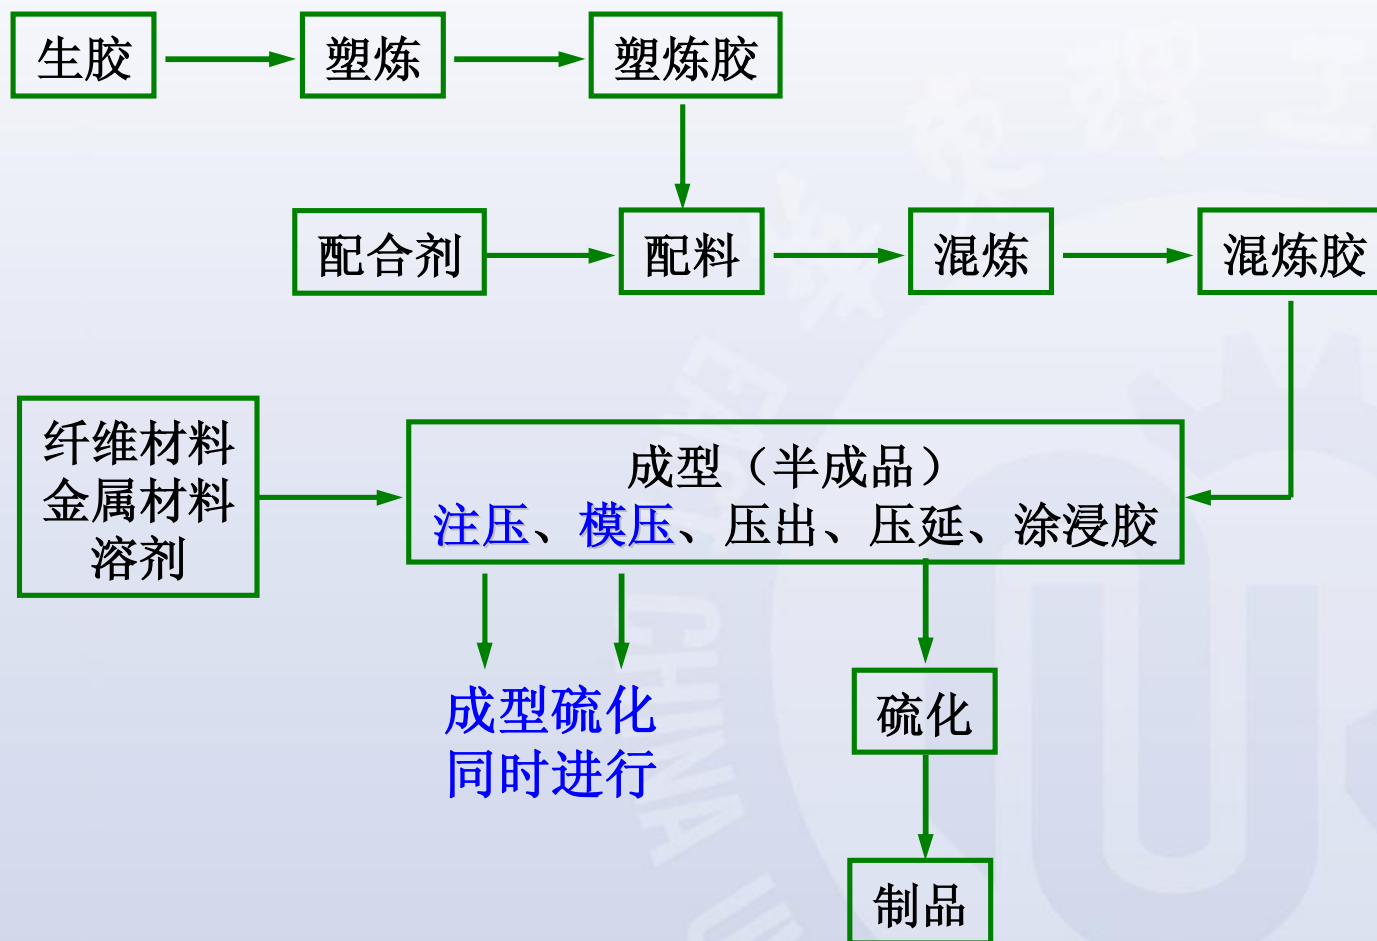 生胶
塑炼
塑炼胶
配合剂
配料
混炼
混炼胶
纤维材料
金属材料
溶剂
成型（半成品）
注压、模压、压出、压延、涂浸胶
成型硫化
同时进行
硫化
制品
CHINA